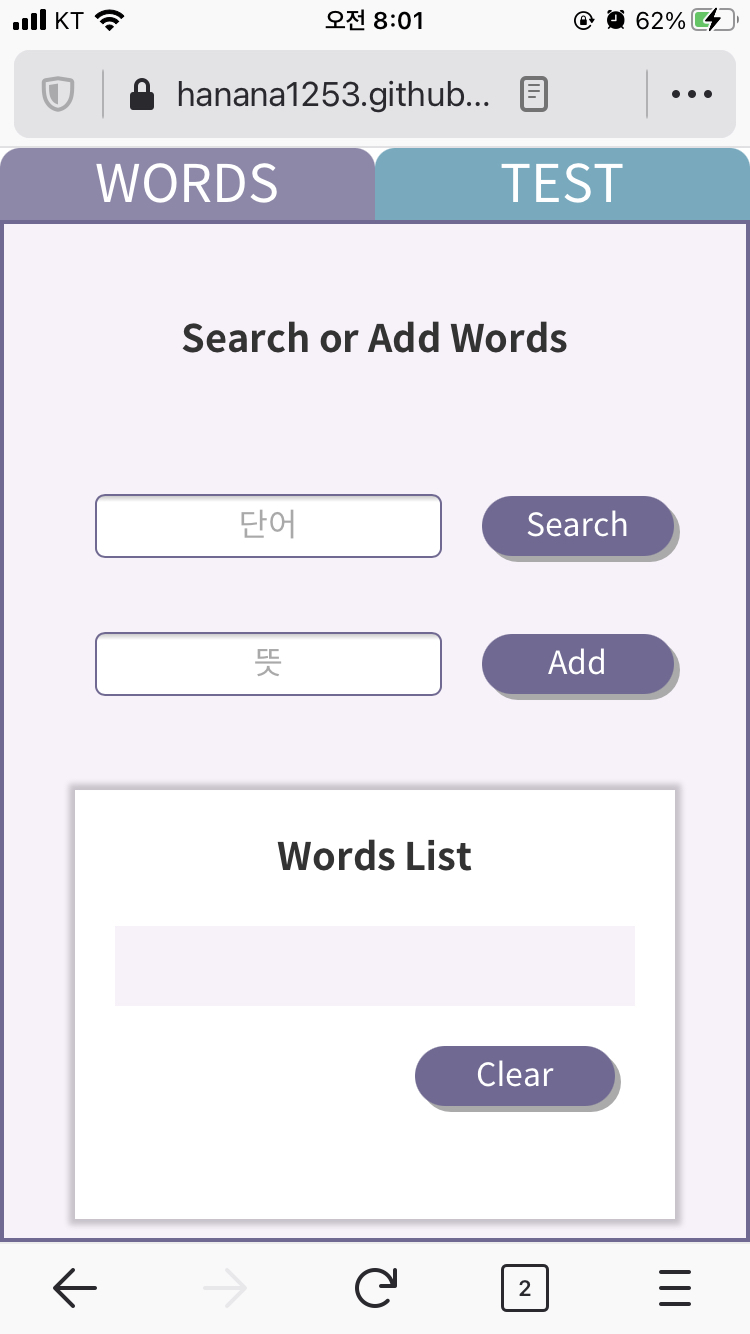 KT 오전 8:01 62%
hanana1253.github...
WORDS TEST
Search or Add Words
단어 Search
뜻 Add
Words List
Clear
2